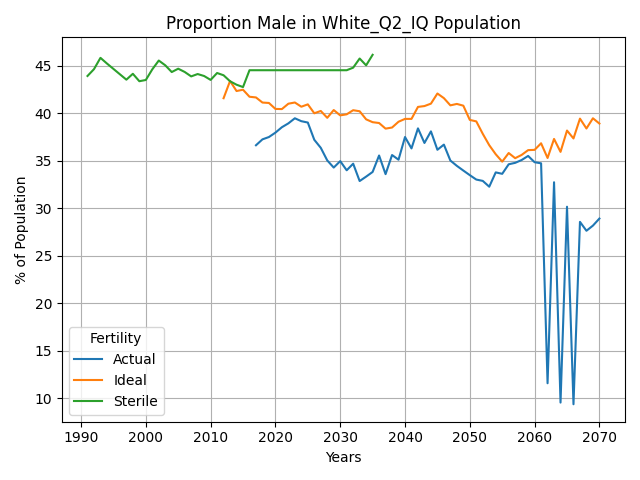 Proportion Male in White_Q2_IQ Population
% of Population
45
40
35
30
25
20
15
10
Fertility
Actual
Ideal
Sterile
1990 2000 2010 2020 2030 2040 2050 2060 2070
Years